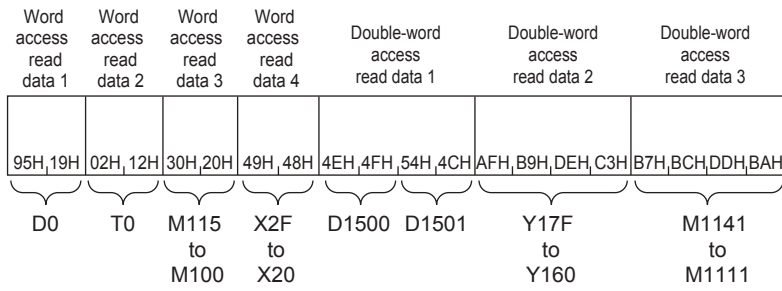 Word access read data 1
Word access read data 2
Word access read data 3
Word access read data 4
Double-word access read data 1
Double-word access read data 2
Double-word access read data 3
95H 19H 02H 12H 30H 20H 49H 48H 4EH 4FH 54H 4CH AFH B9H DEH C3H B7H BCH DDH BAH
D0
T0
M115 to M100
X2F to X20
D1500
D1501
Y17F to Y160
M1141 to M1111